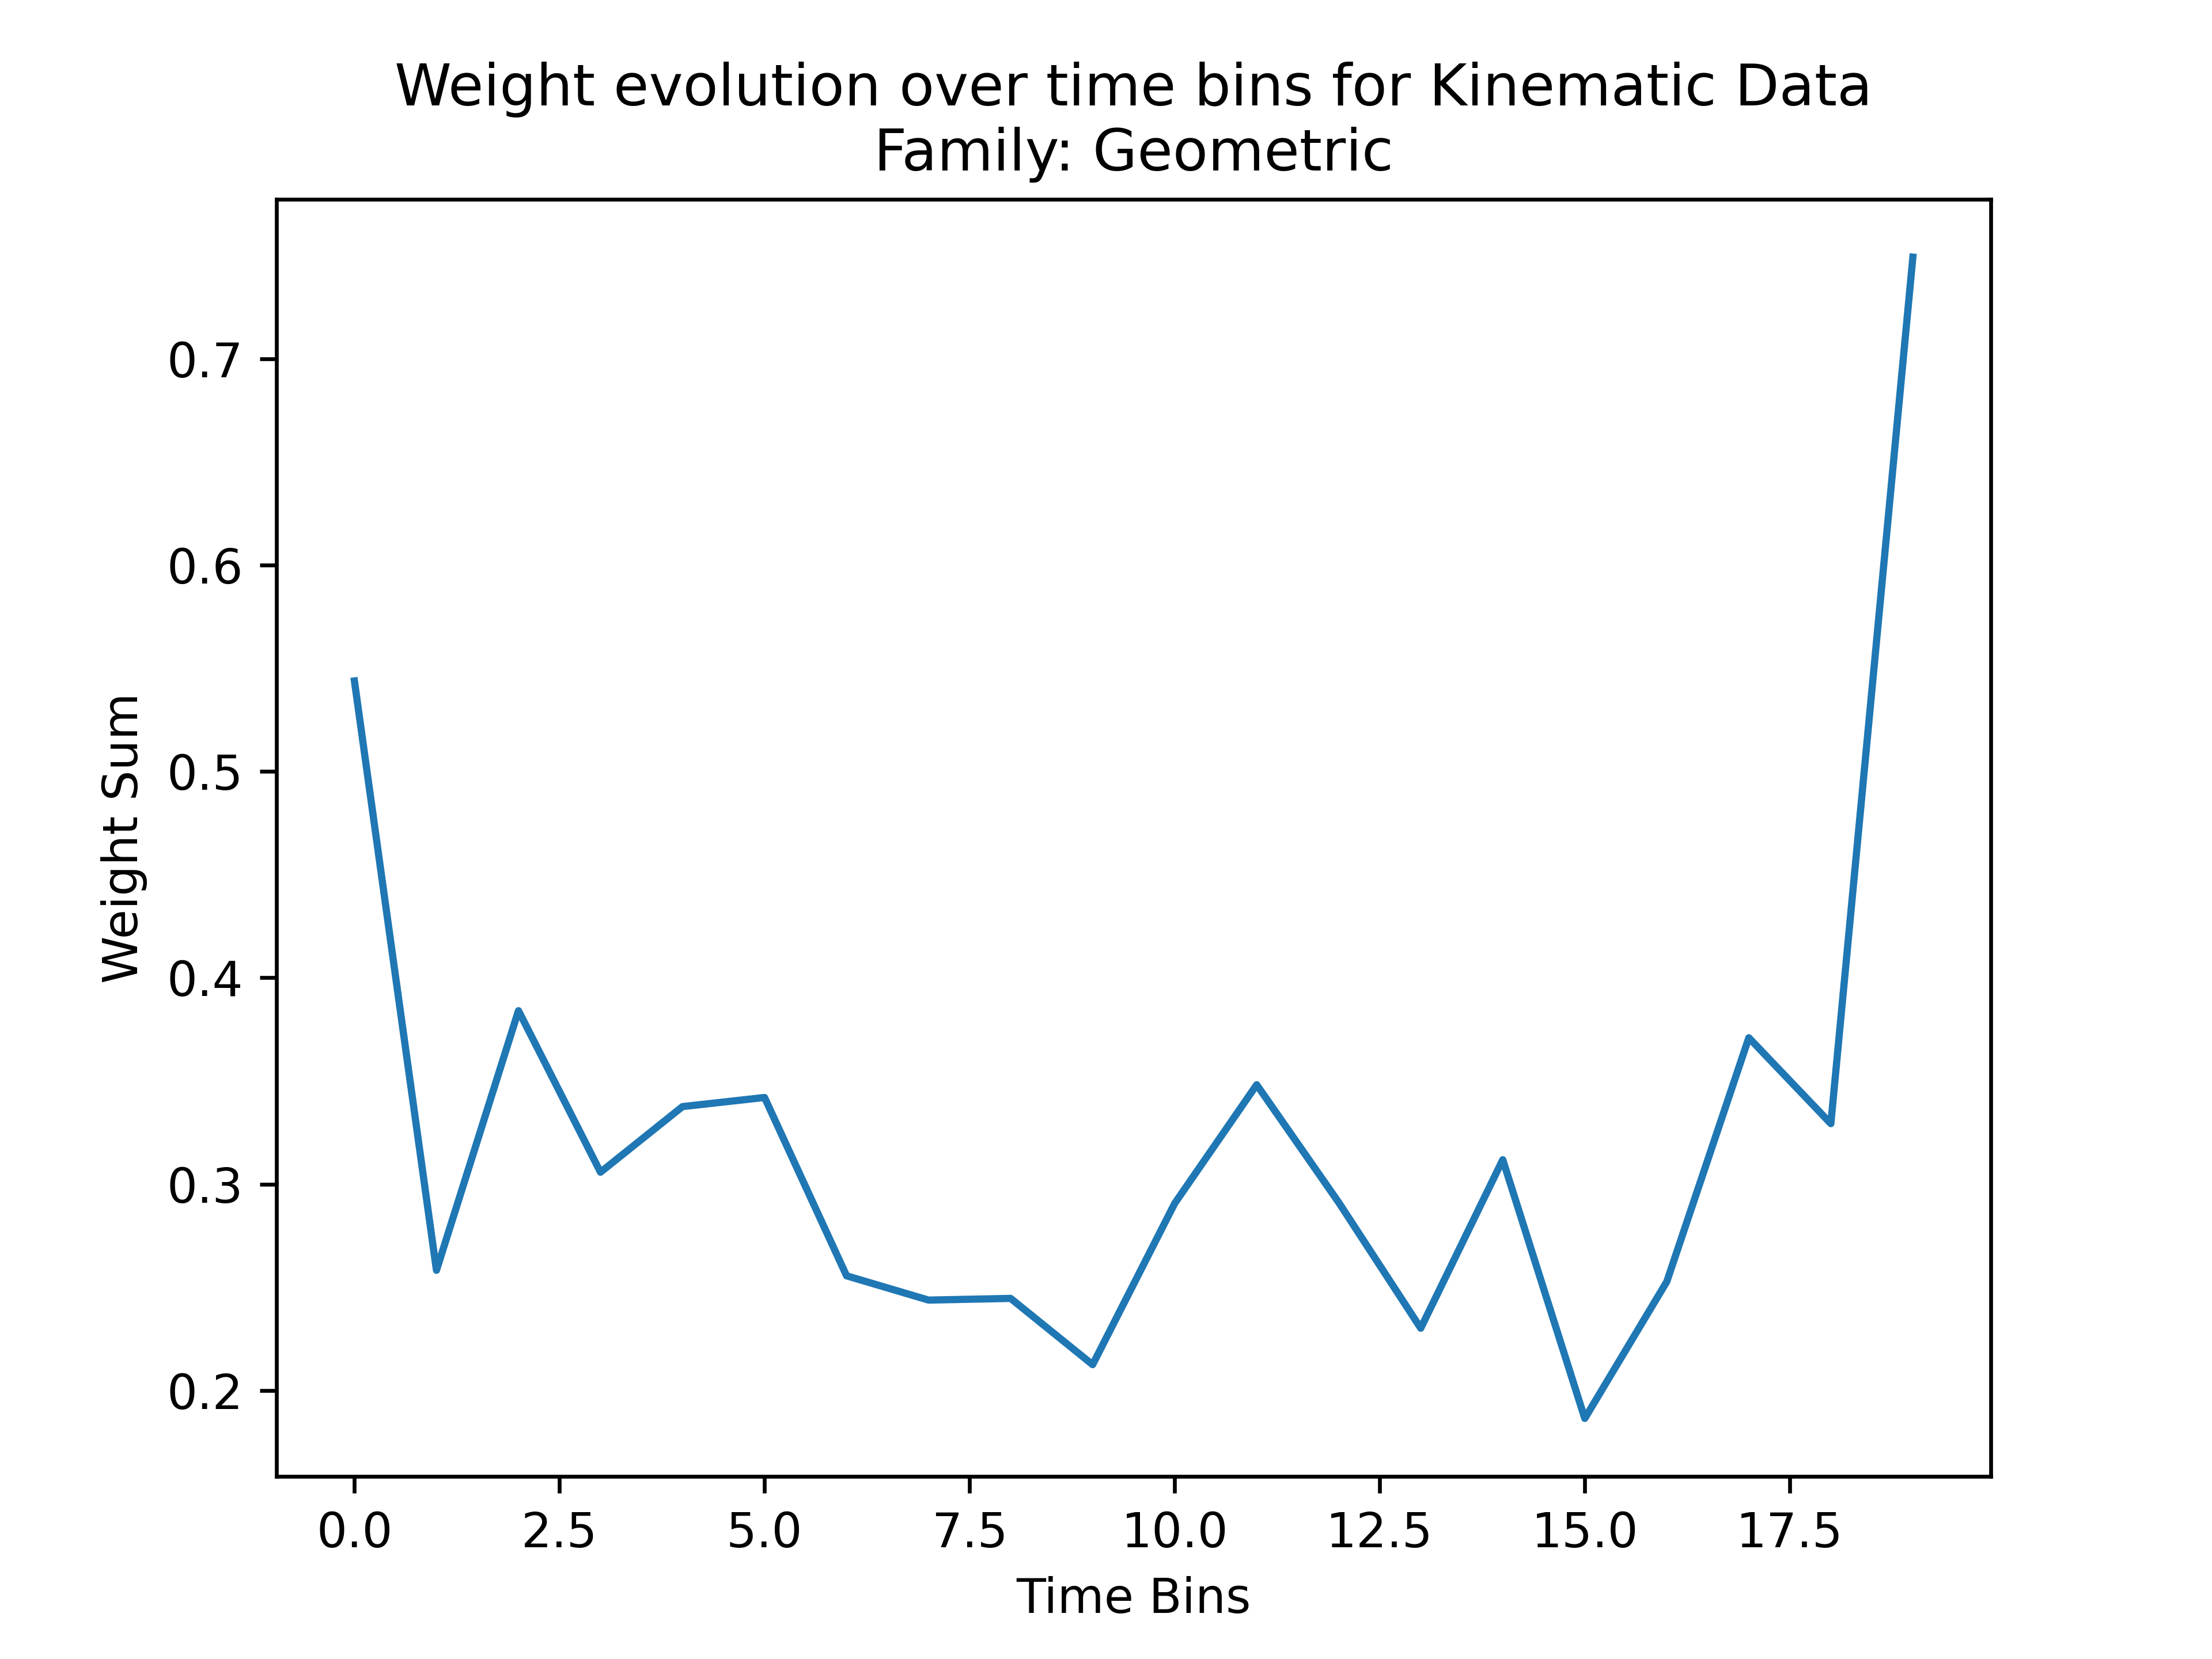 Weight evolution over time bins for Kinematic Data
Family: Geometric
Weight Sum
0.7
0.6
0.5
0.4
0.3
0.2
0.0 2.5 5.0 7.5 10.0 12.5 15.0 17.5
Time Bins